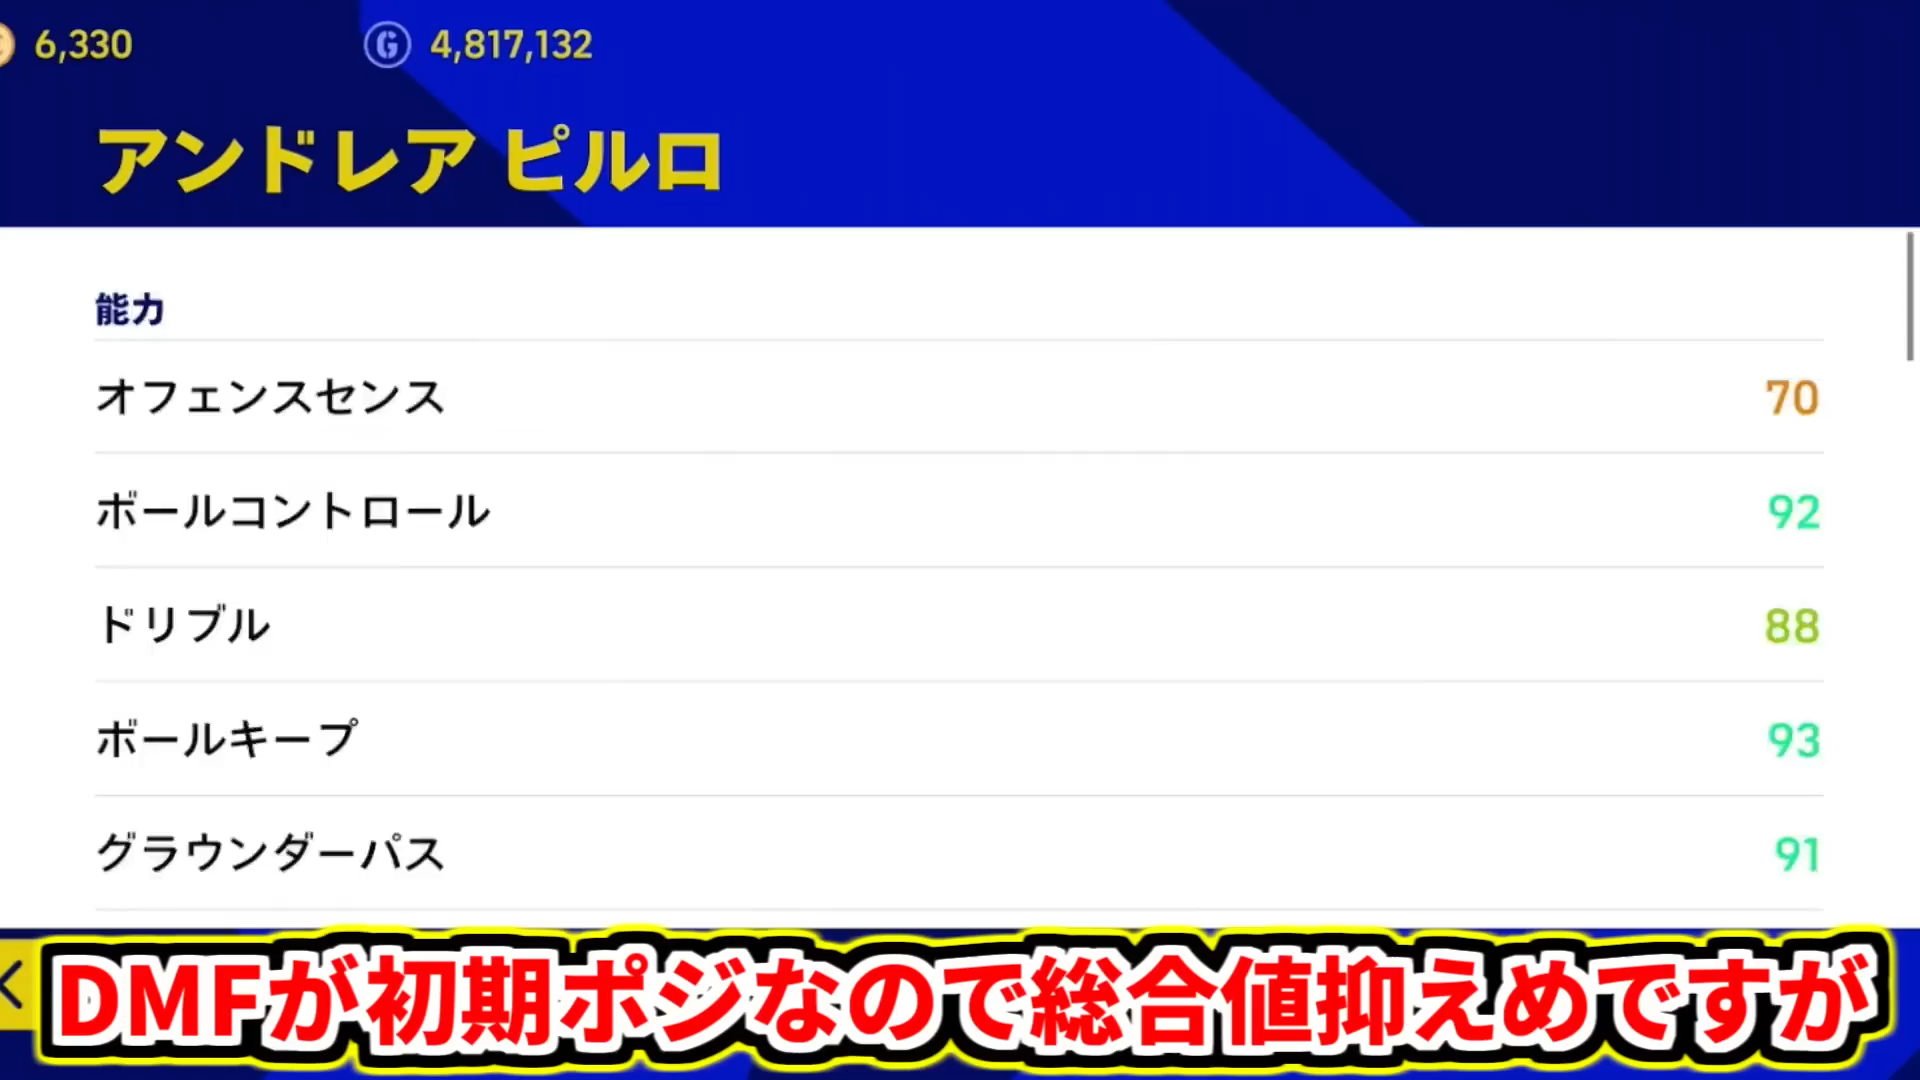 6,330
G 4,817,132
アンドレア ピルロ
能力
オフェンスセンス 70
ボールコントロール 92
ドリブル 88
ボールキープ 93
グラウンダーパス 91
DMFが初期ポジなので総合値抑えめですが